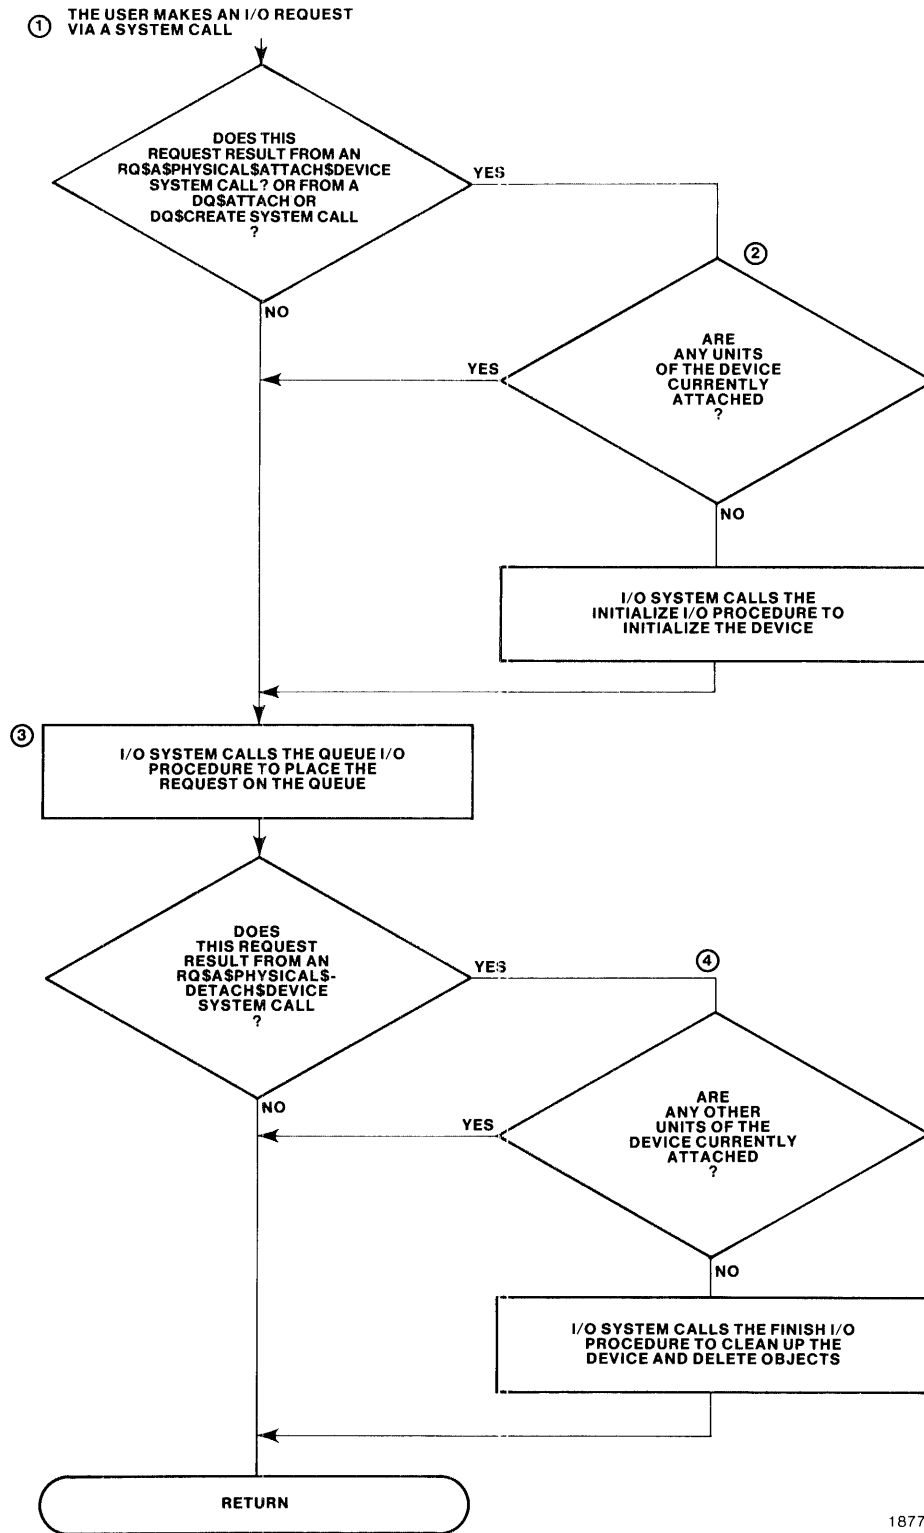 1 THE USER MAKES AN I/O REQUEST
VIA A SYSTEM CALL
DOES THIS
REQUEST RESULT FROM AN
RQ$A$PHYSICAL$ATTACH$DEVICE
SYSTEM CALL? OR FROM A
DQ$ATTACH OR
DQ$CREATE SYSTEM CALL
?
YES
NO
2
ARE
ANY UNITS
OF THE DEVICE
CURRENTLY
ATTACHED
?
YES
NO
I/O SYSTEM CALLS THE
INITIALIZE I/O PROCEDURE TO
INITIALIZE THE DEVICE
3
I/O SYSTEM CALLS THE QUEUE I/O
PROCEDURE TO PLACE THE
REQUEST ON THE QUEUE
DOES
THIS REQUEST
RESULT FROM AN
RQ$A$PHYSICAL$-
DETACH$DEVICE
SYSTEM CALL
?
YES
NO
4
ARE
ANY OTHER
UNITS OF THE
DEVICE CURRENTLY
ATTACHED
?
YES
NO
I/O SYSTEM CALLS THE FINISH I/O
PROCEDURE TO CLEAN UP THE
DEVICE AND DELETE OBJECTS
RETURN
1877